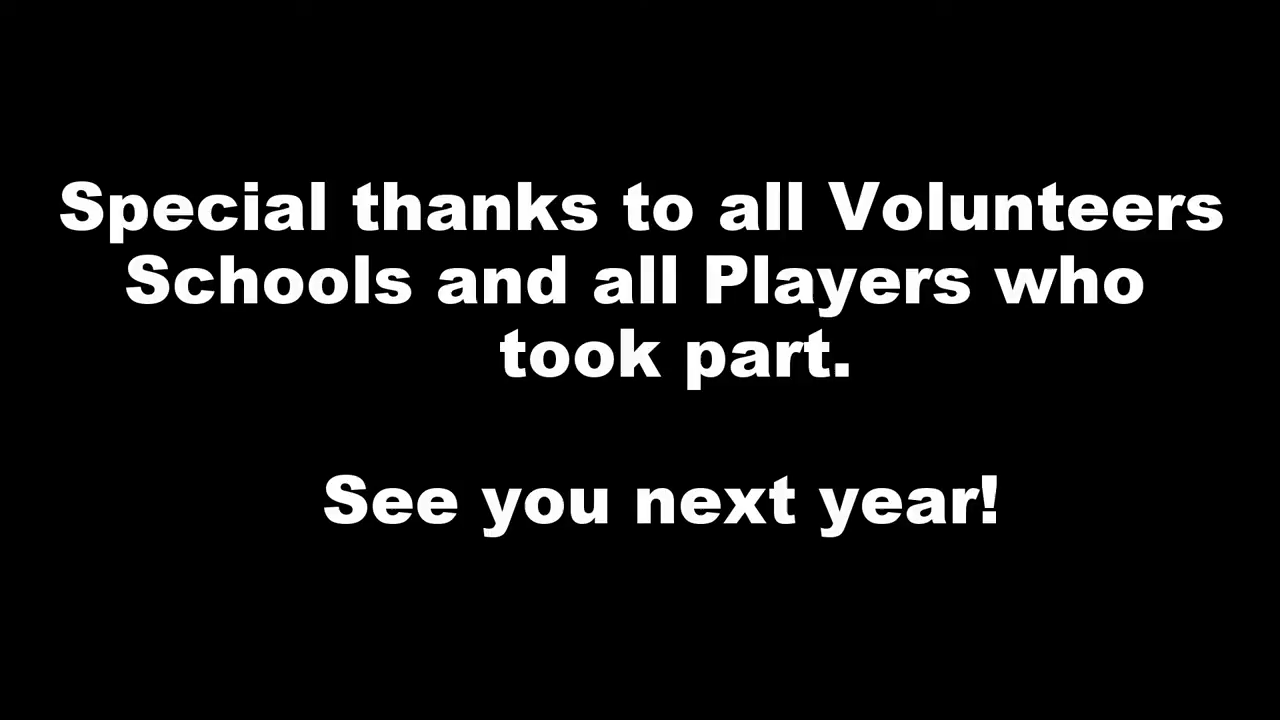 Special thanks to all Volunteers
Schools and all Players who
took part.
See you next year!